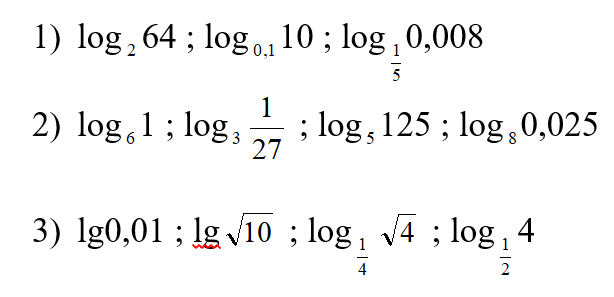 1) log₂ 64 ; log₀,₁ 10 ; log_{1/5} 0,008
2) log₆ 1 ; log₃ 1/27 ; log₅ 125 ; log₈ 0,025
3) lg0,01 ; lg √10 ; log_{1/4} √4 ; log_{1/2} 4